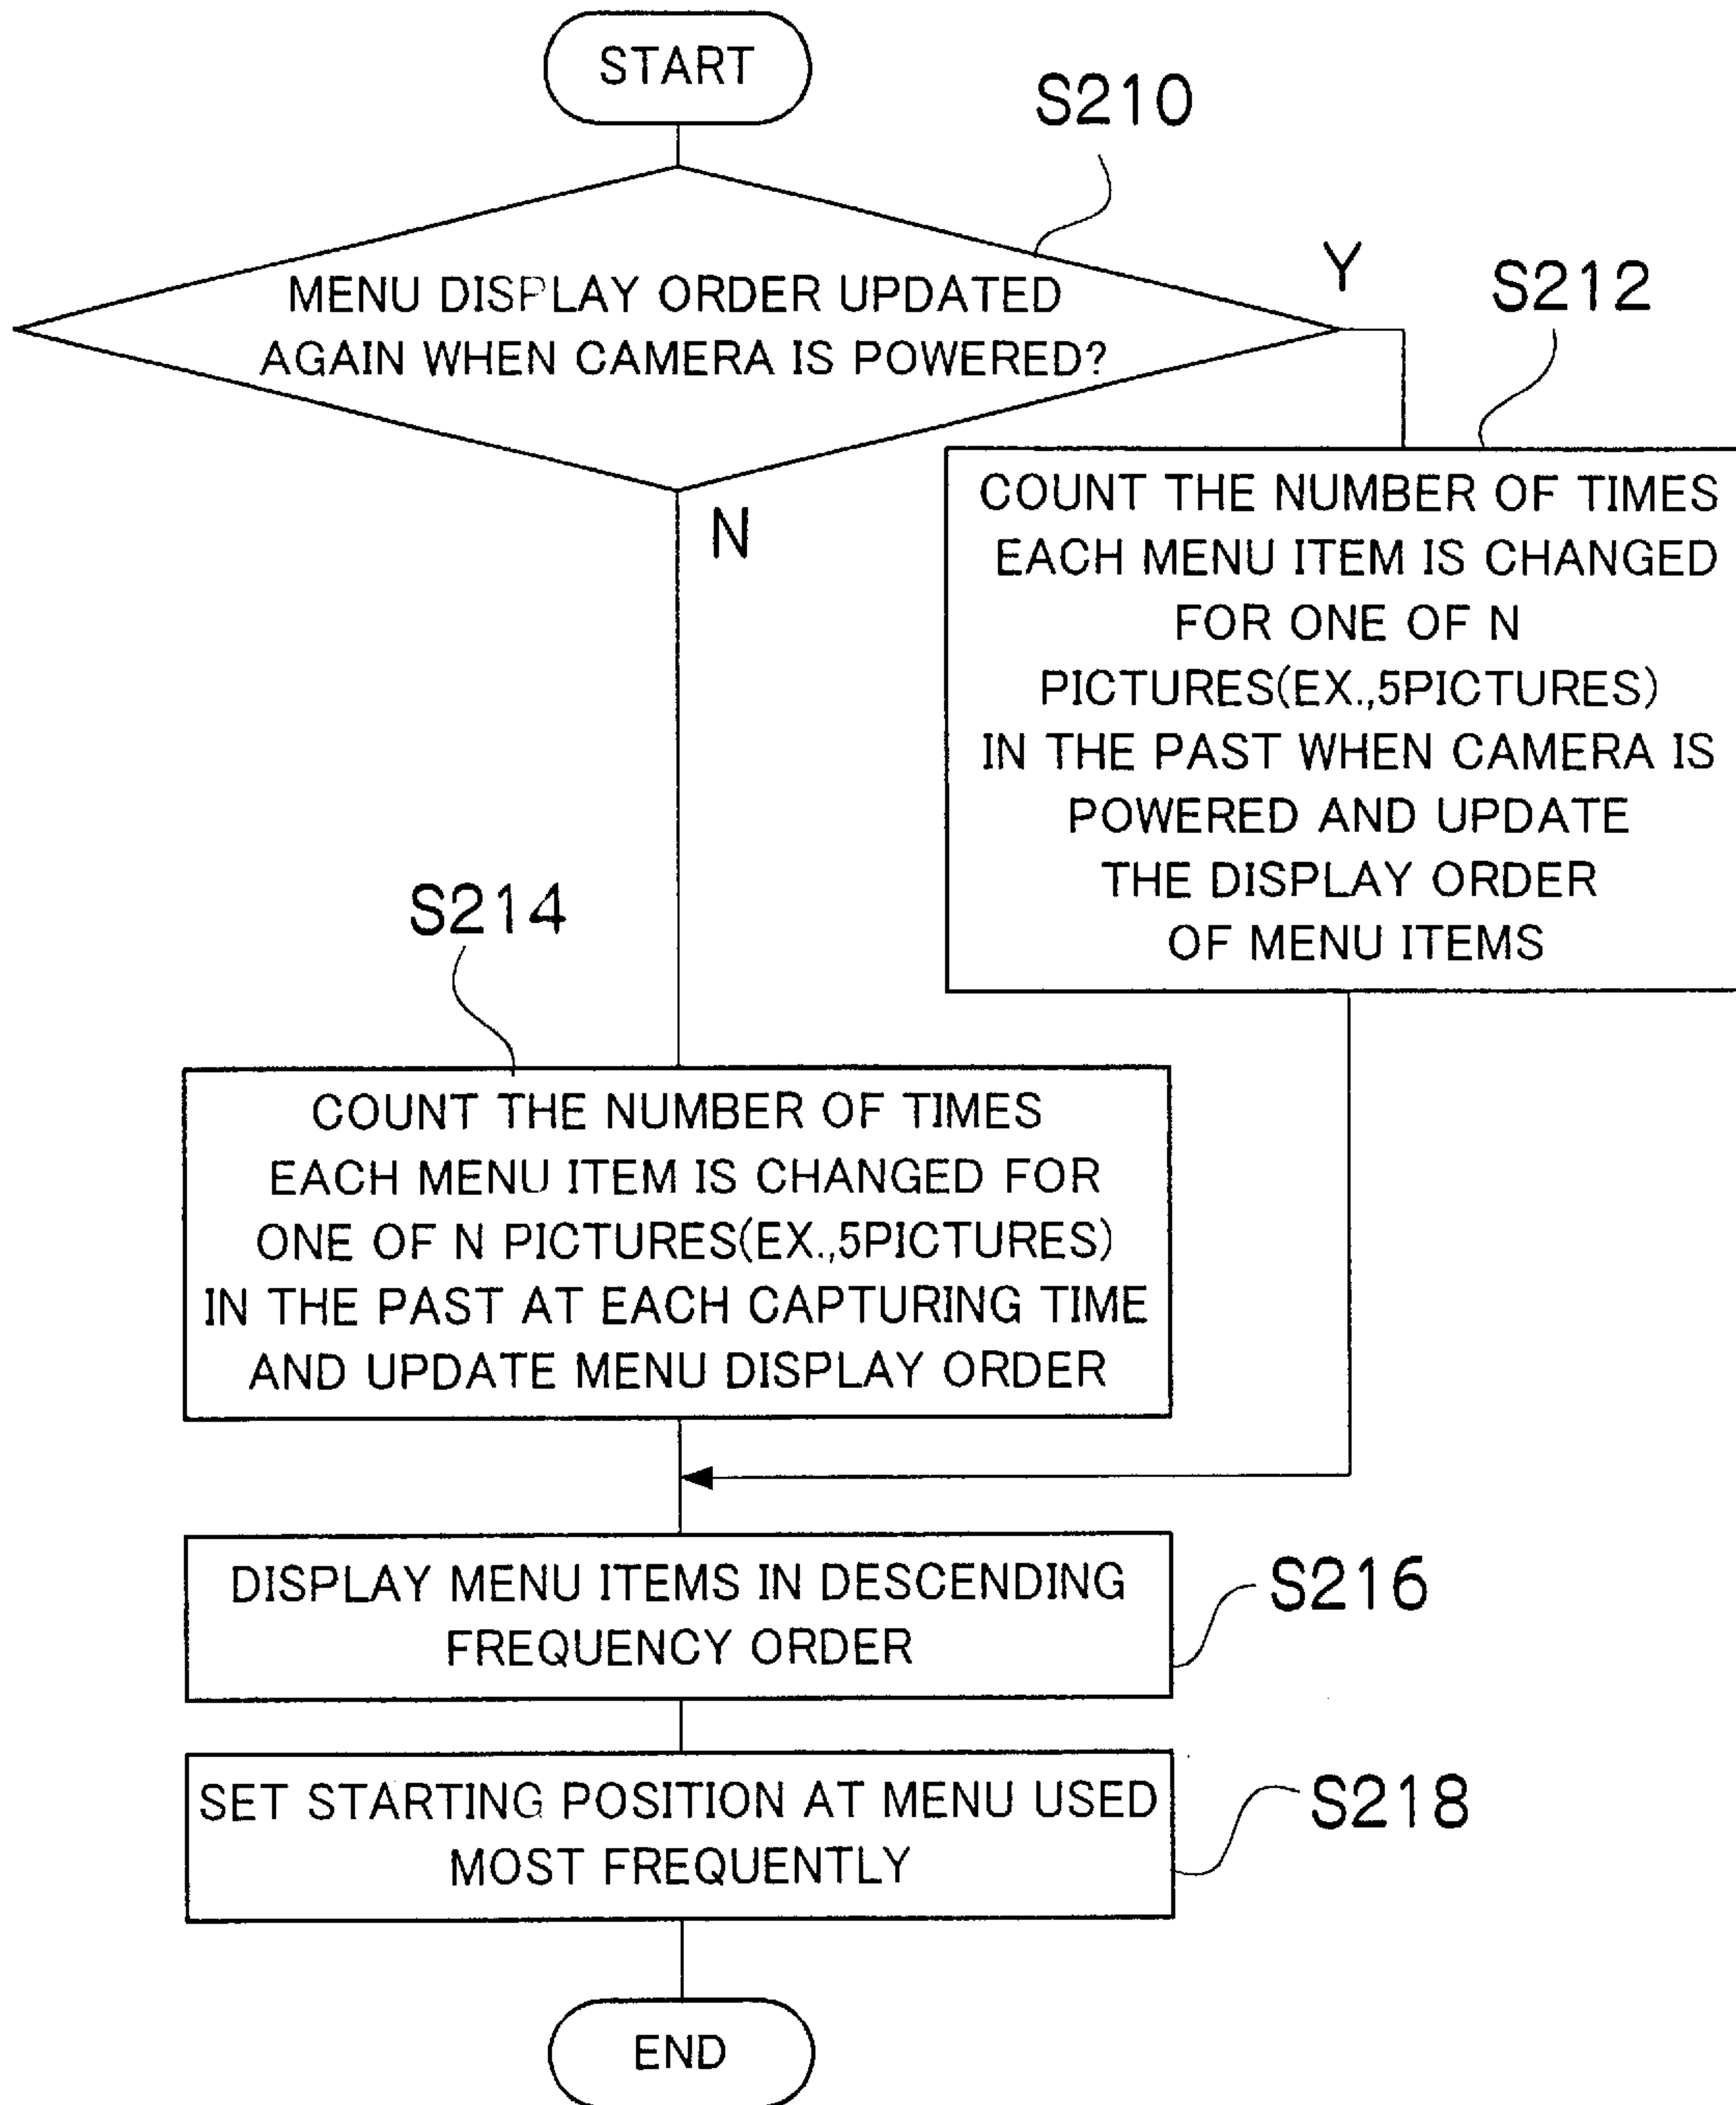 START
S210
MENU DISPLAY ORDER UPDATED
AGAIN WHEN CAMERA IS POWERED?
Y
S212
N
COUNT THE NUMBER OF TIMES
EACH MENU ITEM IS CHANGED
FOR ONE OF N
PICTURES(EX.,5PICTURES)
IN THE PAST WHEN CAMERA IS
POWERED AND UPDATE
THE DISPLAY ORDER
OF MENU ITEMS
S214
COUNT THE NUMBER OF TIMES
EACH MENU ITEM IS CHANGED FOR
ONE OF N PICTURES(EX.,5PICTURES)
IN THE PAST AT EACH CAPTURING TIME
AND UPDATE MENU DISPLAY ORDER
DISPLAY MENU ITEMS IN DESCENDING
FREQUENCY ORDER
S216
SET STARTING POSITION AT MENU USED
MOST FREQUENTLY
S218
END